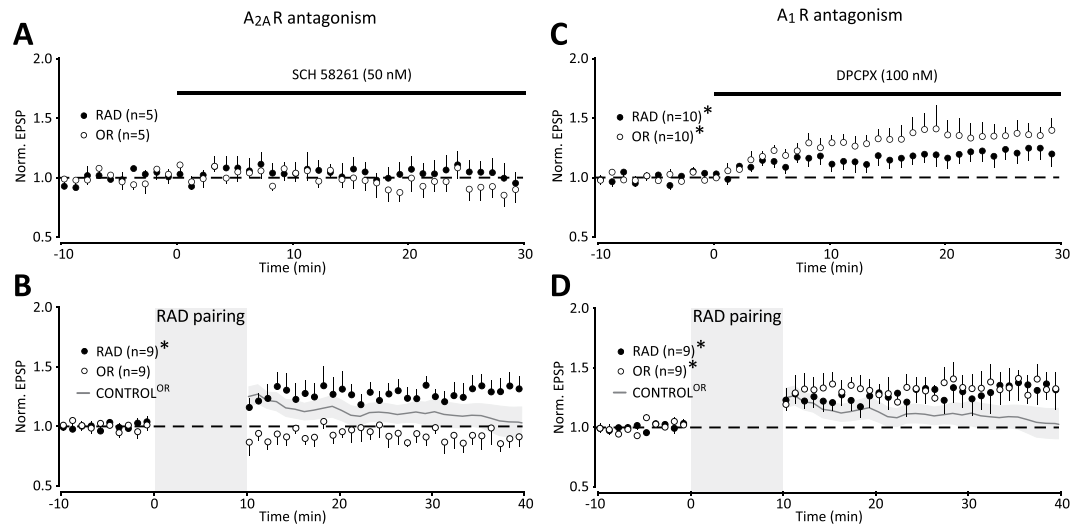 A₂ₐR antagonism
A
2.0
1.5
1.0
0.5
Norm. EPSP
SCH 58261 (50 nM)
RAD (n=5)
OR (n=5)
-10 0 10 20 30
Time (min)
B
2.0
1.5
1.0
0.5
Norm. EPSP
RAD pairing
RAD (n=9)*
OR (n=9)
CONTROL^OR
-10 0 10 20 30 40
Time (min)
A₁ R antagonism
C
2.0
1.5
1.0
0.5
Norm. EPSP
DPCPX (100 nM)
RAD (n=10)*
OR (n=10)*
-10 0 10 20 30
Time (min)
D
2.0
1.5
1.0
0.5
Norm. EPSP
RAD pairing
RAD (n=9)*
OR (n=9)*
CONTROL^OR
-10 0 10 20 30 40
Time (min)